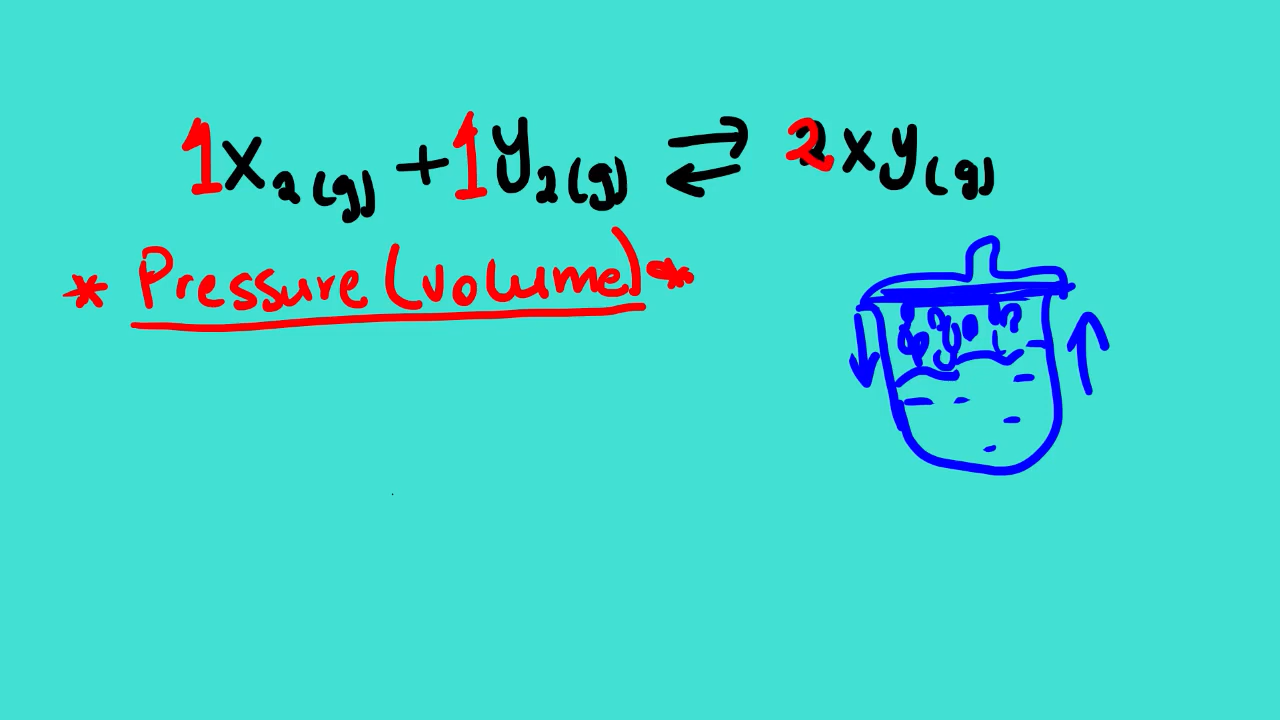 1x₂(g) + 1y₂(g) ⇌ 2xy(g)
* Pressure (volume) *